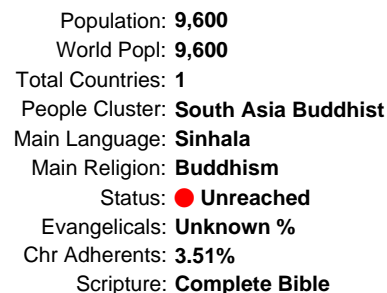 Population: 9,600
World Popl: 9,600
Total Countries: 1
People Cluster: South Asia Buddhist
Main Language: Sinhala
Main Religion: Buddhism
Status: Unreached
Evangelicals: Unknown %
Chr Adherents: 3.51%
Scripture: Complete Bible